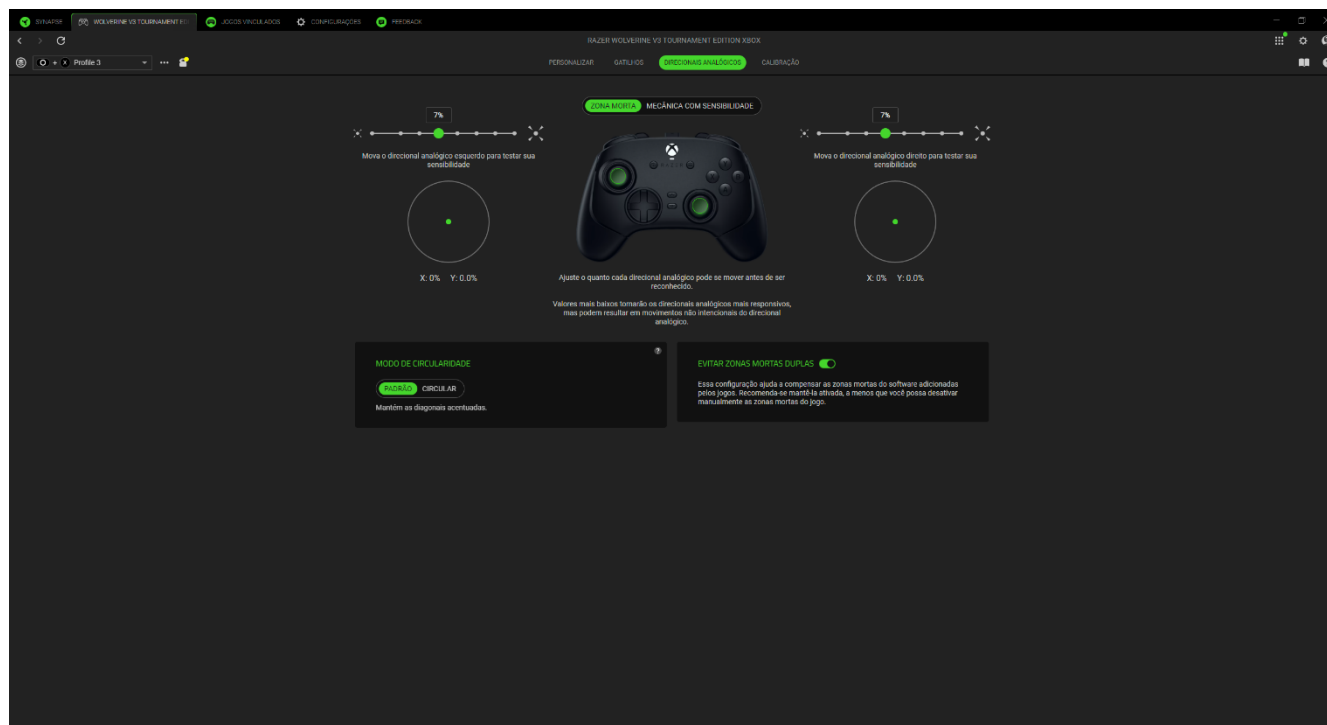 SYNAPSE WOLVERINE V3 TOURNAMENT ED JOGOS VINCULADOS CONFIGURAÇÕES FEEDBACK
RAZER WOLVERINE V3 TOURNAMENT EDITION XBOX
Profile 3 PERSONALIZAR GATILHOS DIRECIONAIS ANALÓGICOS CALIBRAÇÃO
ZONA MORTA MECÂNICA COM SENSIBILIDADE
7%
7%
Mova o direcional analógico esquerdo para testar sua
sensibilidade
Mova o direcional analógico direito para testar sua
sensibilidade
X: 0% Y: 0.0%
X: 0% Y: 0.0%
Ajuste o quanto cada direcional analógico pode se mover antes de ser
reconhecido.
Valores mais baixos tornarão os direcionais analógicos mais responsivos,
mas podem resultar em movimentos não intencionais do direcional
analógico.
MODO DE CIRCULARIDADE
PADRÃO CIRCULAR
Mantém as diagonais acentuadas.
EVITAR ZONAS MORTAS DUPLAS
Essa configuração ajuda a compensar as zonas mortas do software adicionadas
pelos jogos. Recomenda-se mantê-la ativada, a menos que você possa desativar
manualmente as zonas mortas do jogo.